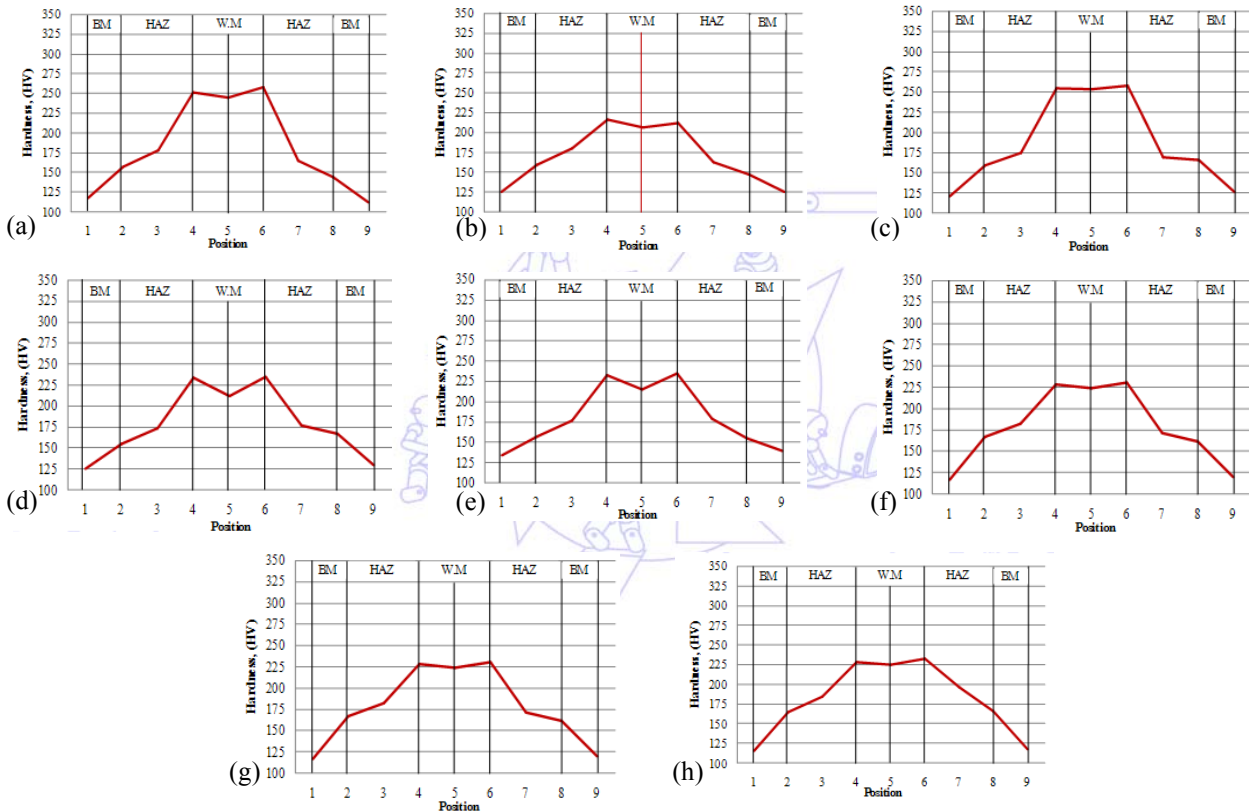 BM HAZ W.M HAZ BM
350
325
300
275
250
225
200
175
150
125
100
Hardness, (HV)
1 2 3 4 5 6 7 8 9
Position
(a)
BM HAZ W.M HAZ BM
350
325
300
275
250
225
200
175
150
125
100
Hardness, (HV)
1 2 3 4 5 6 7 8 9
Position
(b)
BM HAZ W.M HAZ BM
350
325
300
275
250
225
200
175
150
125
100
Hardness, (HV)
1 2 3 4 5 6 7 8 9
Position
(c)
BM HAZ W.M HAZ BM
350
325
300
275
250
225
200
175
150
125
100
Hardness, (HV)
1 2 3 4 5 6 7 8 9
Position
(d)
BM HAZ W.M HAZ BM
350
325
300
275
250
225
200
175
150
125
100
Hardness, (HV)
1 2 3 4 5 6 7 8 9
Position
(e)
BM HAZ W.M HAZ BM
350
325
300
275
250
225
200
175
150
125
100
Hardness, (HV)
1 2 3 4 5 6 7 8 9
Position
(f)
BM HAZ W.M HAZ BM
350
325
300
275
250
225
200
175
150
125
100
Hardness, (HV)
1 2 3 4 5 6 7 8 9
Position
(g)
BM HAZ W.M HAZ BM
350
325
300
275
250
225
200
175
150
125
100
Hardness, (HV)
1 2 3 4 5 6 7 8 9
Position
(h)